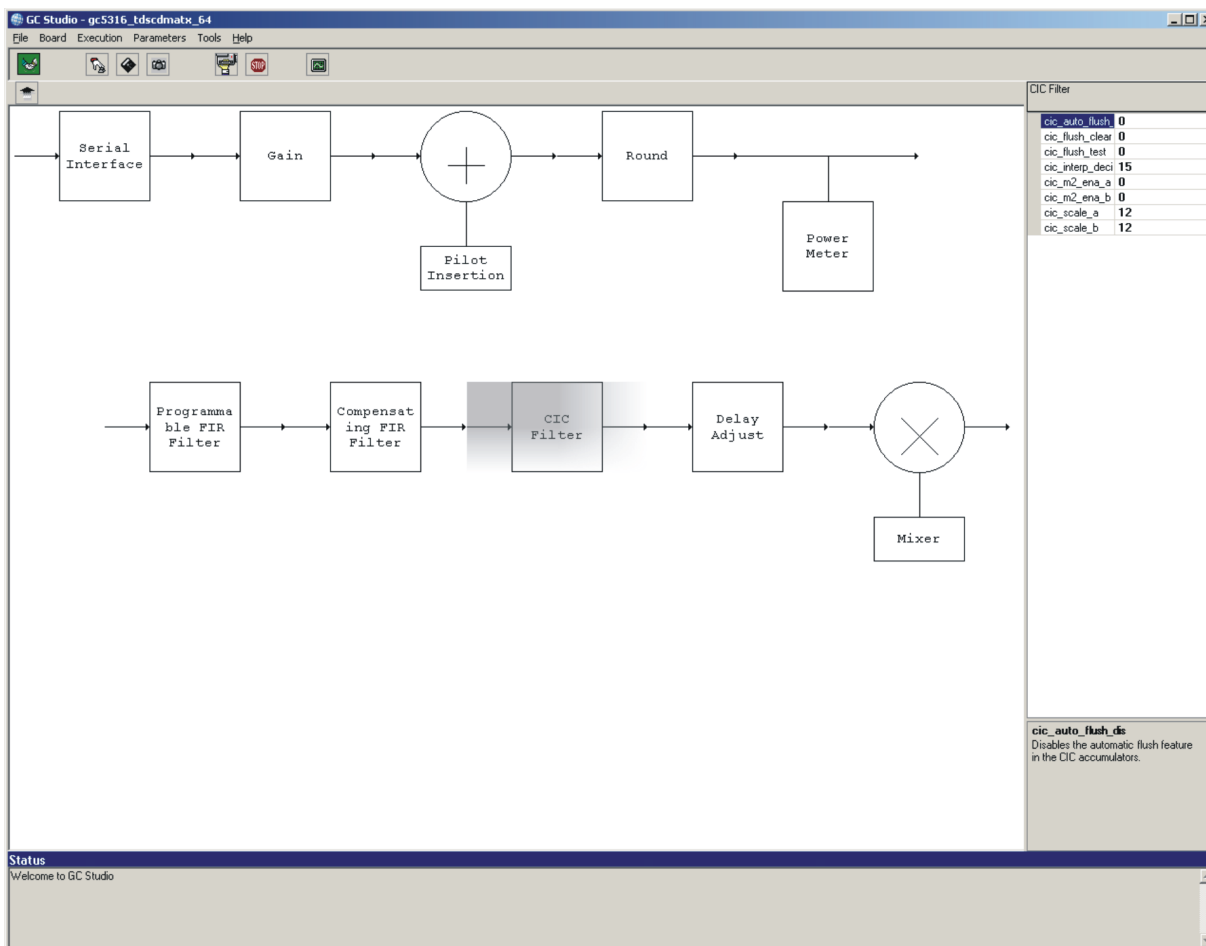 GC Studio - gc5316_tdscdmatx_64
File Board Execution Parameters Tools Help
STOP
CIC Filter
cic_auto_flush_ 0
cic_flush_clear 0
cic_flush_test 0
cic_interp_deci 15
cic_m2_ena_a 0
cic_m2_ena_b 0
cic_scale_a 12
cic_scale_b 12
Serial
Interface
Gain
Round
Pilot
Insertion
Power
Meter
Programma
ble FIR
Filter
Compensat
ing FIR
Filter
CIC
Filter
Delay
Adjust
Mixer
cic_auto_flush_dis
Disables the automatic flush feature
in the CIC accumulators.
Status
Welcome to GC Studio